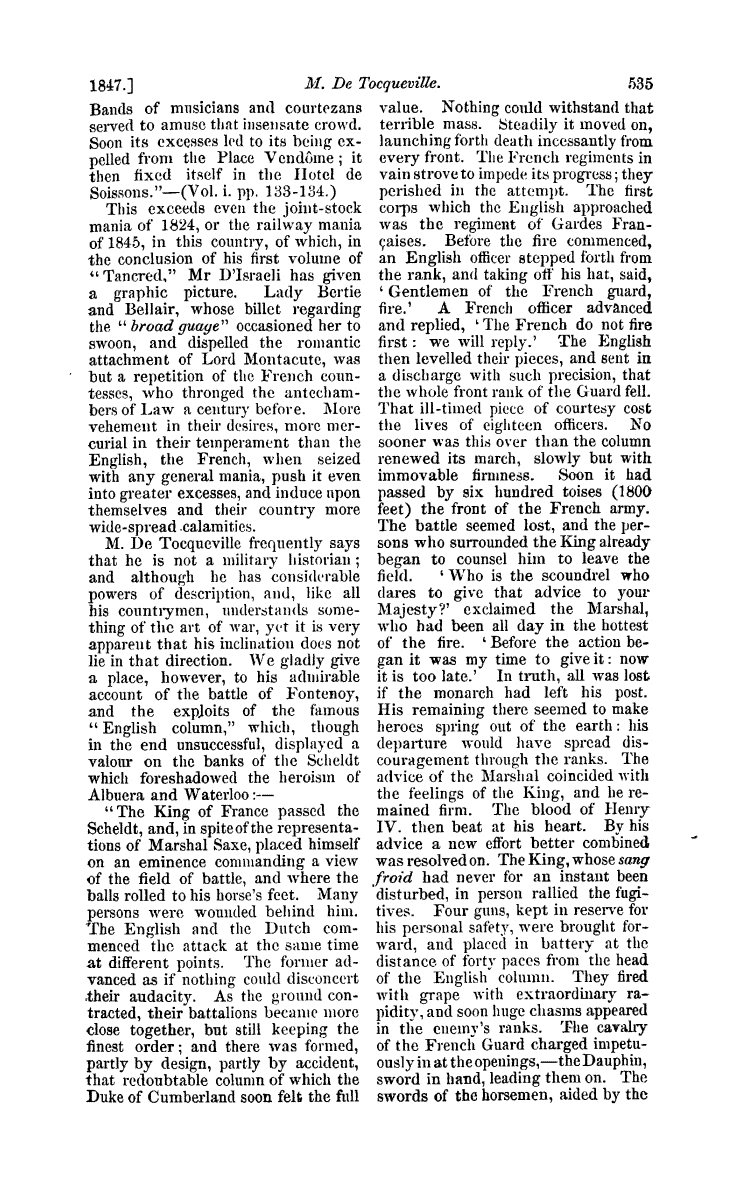 1847.] M. De Tocqueville. 535
Bands of musicians and courtezans
served to amuse that insensate crowd.
Soon its excesses led to its being ex-
pelled from the Place Vendôme; it
then fixed itself in the Hotel de
Soissons."—(Vol. i. pp. 133-134.)
This exceeds even the joint-stock
mania of 1824, or the railway mania
of 1845, in this country, of which, in
the conclusion of his first volume of
"Tancred," Mr D'Israeli has given
a graphic picture. Lady Bertie
and Bellair, whose billet regarding
the "broad guage" occasioned her to
swoon, and dispelled the romantic
attachment of Lord Montacute, was
but a repetition of the French coun-
tesses, who thronged the antecham-
bers of Law a century before. More
vehement in their desires, more mer-
curial in their temperament than the
English, the French, when seized
with any general mania, push it even
into greater excesses, and induce upon
themselves and their country more
wide-spread calamities.
M. De Tocqueville frequently says
that he is not a military historian;
and although he has considerable
powers of description, and, like all
his countrymen, understands some-
thing of the art of war, yet it is very
apparent that his inclination does not
lie in that direction. We gladly give
a place, however, to his admirable
account of the battle of Fontenoy,
and the exploits of the famous
"English column," which, though
in the end unsuccessful, displayed a
valour on the banks of the Scheldt
which foreshadowed the heroism of
Albuera and Waterloo:—
"The King of France passed the
Scheldt, and, in spite of the representa-
tions of Marshal Saxe, placed himself
on an eminence commanding a view
of the field of battle, and where the
balls rolled to his horse's feet. Many
persons were wounded behind him.
The English and the Dutch com-
menced the attack at the same time
at different points. The former ad-
vanced as if nothing could disconcert
their audacity. As the ground con-
tracted, their battalions became more
close together, but still keeping the
finest order; and there was formed,
partly by design, partly by accident,
that redoubtable column of which the
Duke of Cumberland soon felt the full
value. Nothing could withstand that
terrible mass. Steadily it moved on,
launching forth death incessantly from
every front. The French regiments in
vain strove to impede its progress; they
perished in the attempt. The first
corps which the English approached
was the regiment of Gardes Fran-
çaises. Before the fire commenced,
an English officer stepped forth from
the rank, and taking off his hat, said,
'Gentlemen of the French guard,
fire.' A French officer advanced
and replied, 'The French do not fire
first: we will reply.' The English
then levelled their pieces, and sent in
a discharge with such precision, that
the whole front rank of the Guard fell.
That ill-timed piece of courtesy cost
the lives of eighteen officers. No
sooner was this over than the column
renewed its march, slowly but with
immovable firmness. Soon it had
passed by six hundred toises (1800
feet) the front of the French army.
The battle seemed lost, and the per-
sons who surrounded the King already
began to counsel him to leave the
field. 'Who is the scoundrel who
dares to give that advice to your
Majesty?' exclaimed the Marshal,
who had been all day in the hottest
of the fire. 'Before the action be-
gan it was my time to give it: now
it is too late.' In truth, all was lost
if the monarch had left his post.
His remaining there seemed to make
heroes spring out of the earth: his
departure would have spread dis-
couragement through the ranks. The
advice of the Marshal coincided with
the feelings of the King, and he re-
mained firm. The blood of Henry
IV. then beat at his heart. By his
advice a new effort better combined
was resolved on. The King, whose sang
froid had never for an instant been
disturbed, in person rallied the fugi-
tives. Four guns, kept in reserve for
his personal safety, were brought for-
ward, and placed in battery at the
distance of forty paces from the head
of the English column. They fired
with grape with extraordinary ra-
pidity, and soon huge chasms appeared
in the enemy's ranks. The cavalry
of the French Guard charged impetu-
ously in at the openings,—the Dauphin,
sword in hand, leading them on. The
swords of the horsemen, aided by the